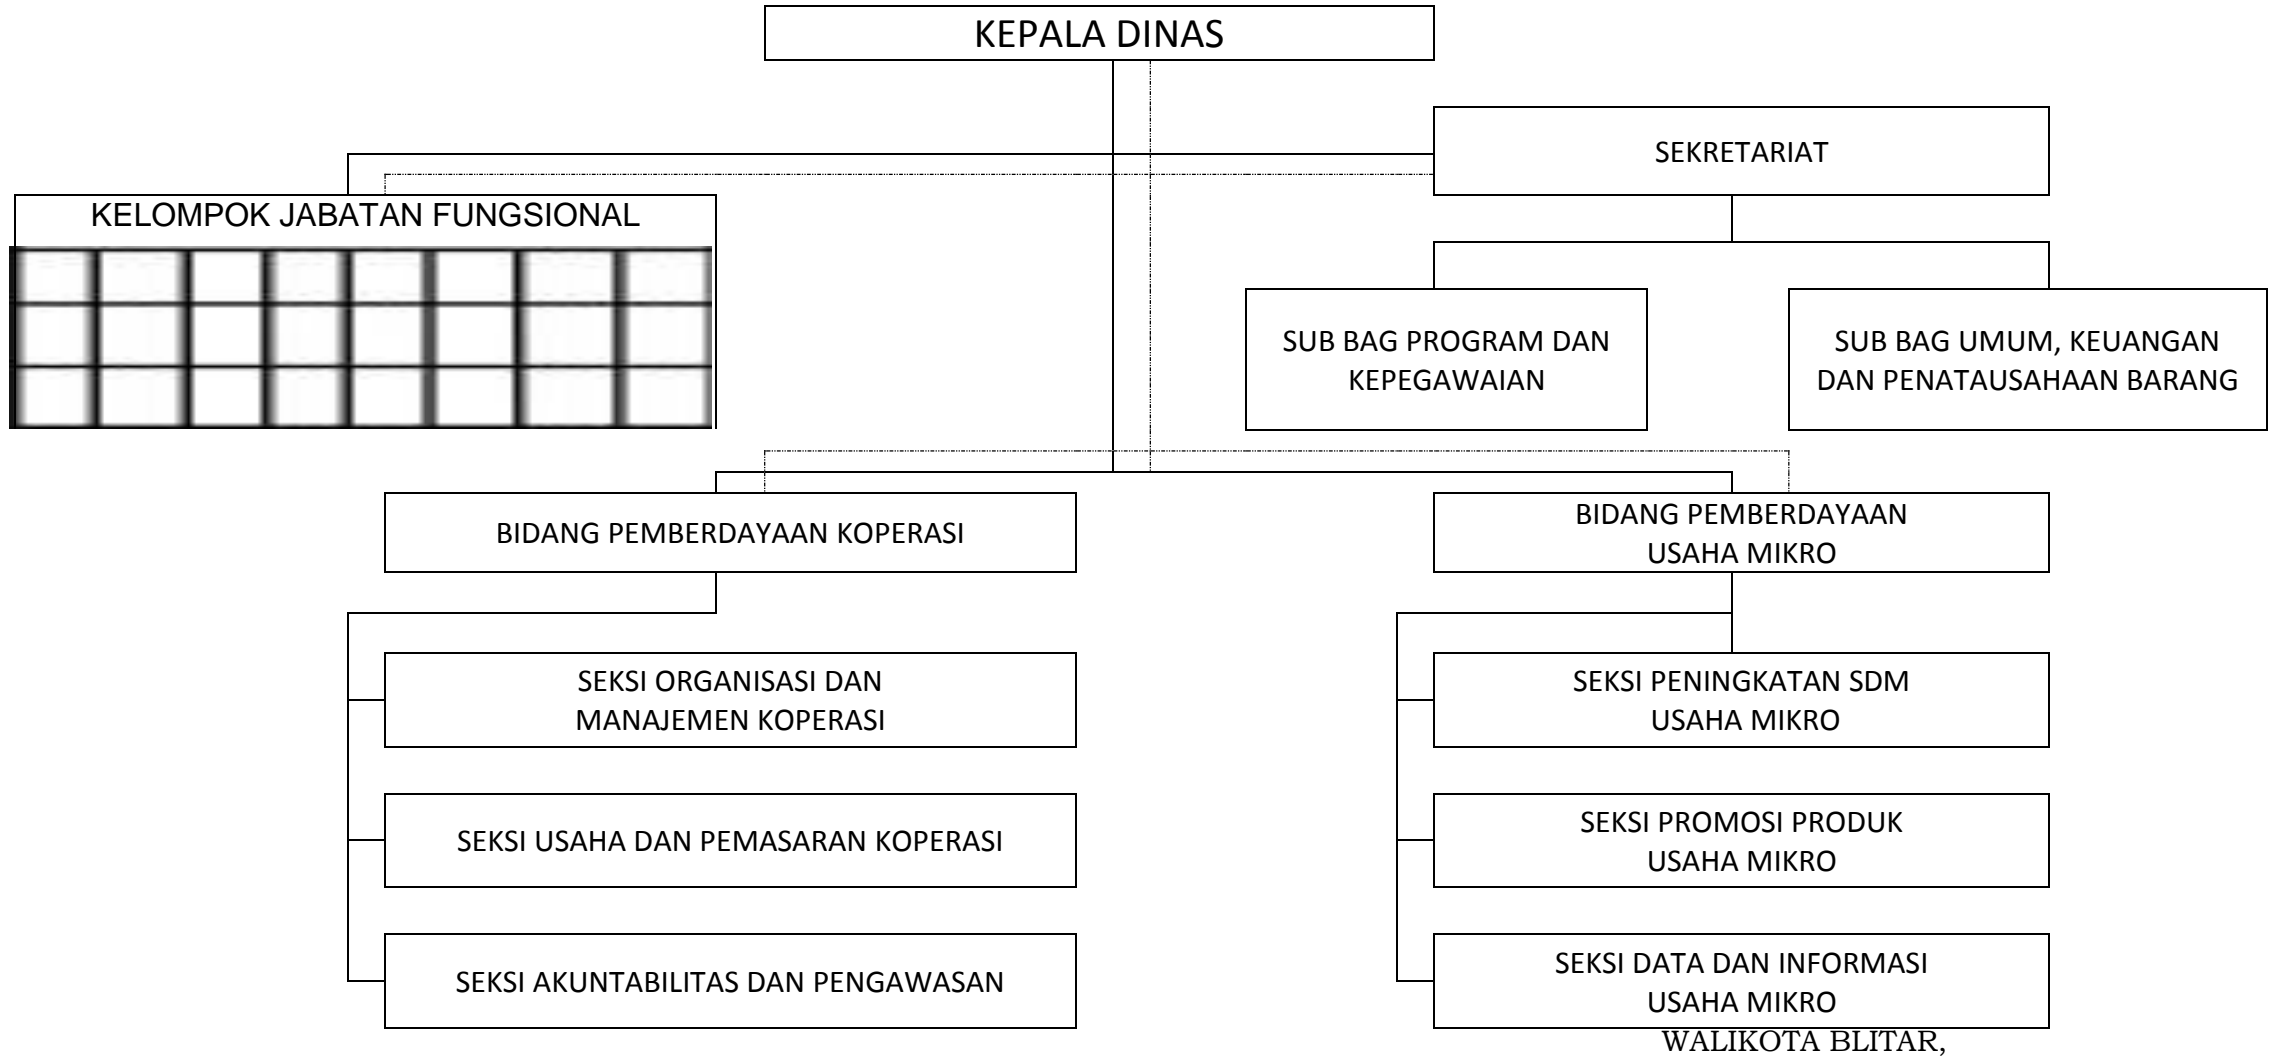 KEPALA DINAS
SEKRETARIAT
KELOMPOK JABATAN FUNGSIONAL
SUB BAG PROGRAM DAN
KEPEGAWAIAN
SUB BAG UMUM, KEUANGAN
DAN PENATAUSAHAAN BARANG
BIDANG PEMBERDAYAAN KOPERASI
BIDANG PEMBERDAYAAN
USAHA MIKRO
SEKSI ORGANISASI DAN
MANAJEMEN KOPERASI
SEKSI USAHA DAN PEMASARAN KOPERASI
SEKSI AKUNTABILITAS DAN PENGAWASAN
SEKSI PENINGKATAN SDM
USAHA MIKRO
SEKSI PROMOSI PRODUK
USAHA MIKRO
SEKSI DATA DAN INFORMASI
USAHA MIKRO
WALIKOTA BLITAR,